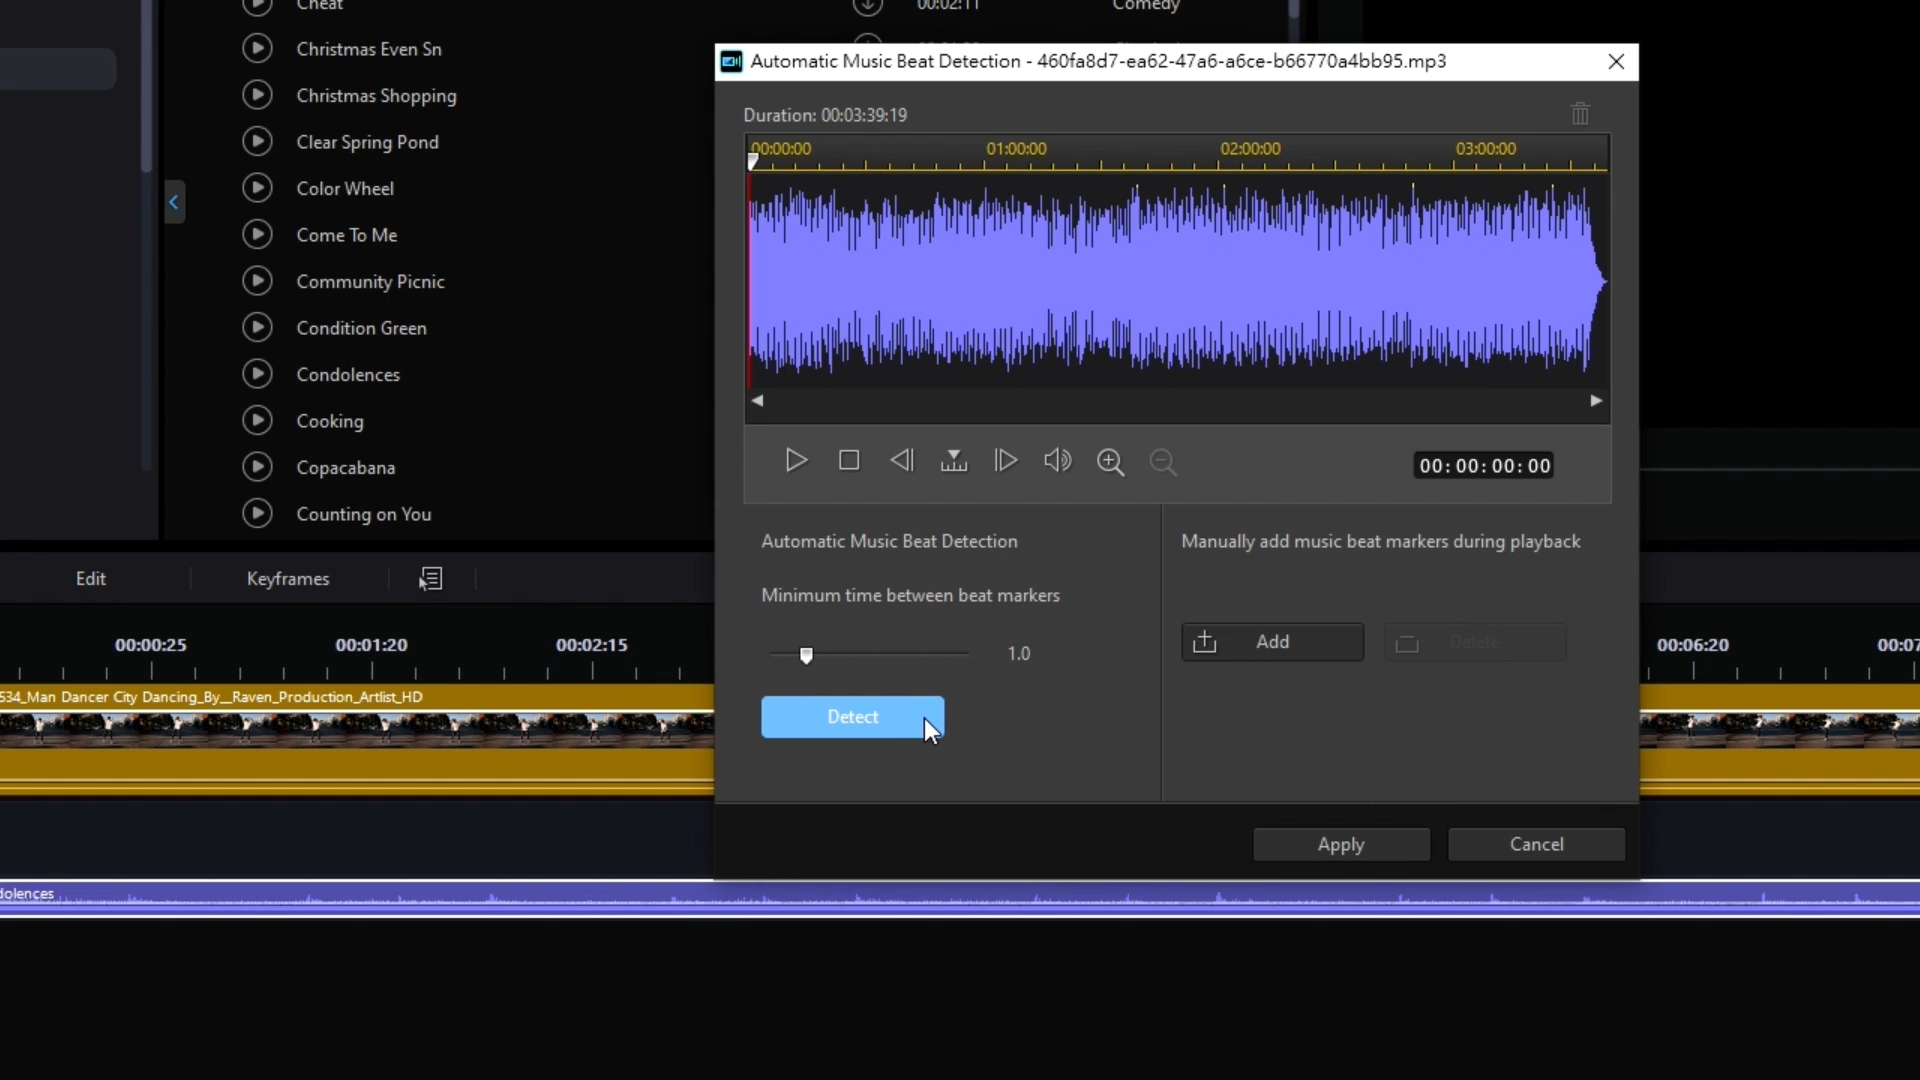 Cheat
00:02:11
Comedy
Christmas Even Sn
Christmas Shopping
Clear Spring Pond
Color Wheel
Come To Me
Community Picnic
Condition Green
Condolences
Cooking
Copacabana
Counting on You
Automatic Music Beat Detection - 460fa8d7-ea62-47a6-a6ce-b66770a4bb95.mp3
Duration: 00:03:39:19
00:00:00 01:00:00 02:00:00 03:00:00
00:00:00:00
Automatic Music Beat Detection
Minimum time between beat markers
1.0
Detect
Manually add music beat markers during playback
Add
Delete
Apply
Cancel
Edit
Keyframes
00:00:25 00:01:20 00:02:15 00:06:20 00:07
534_Man Dancer City Dancing_By__Raven_Production_Artlist_HD
dolences